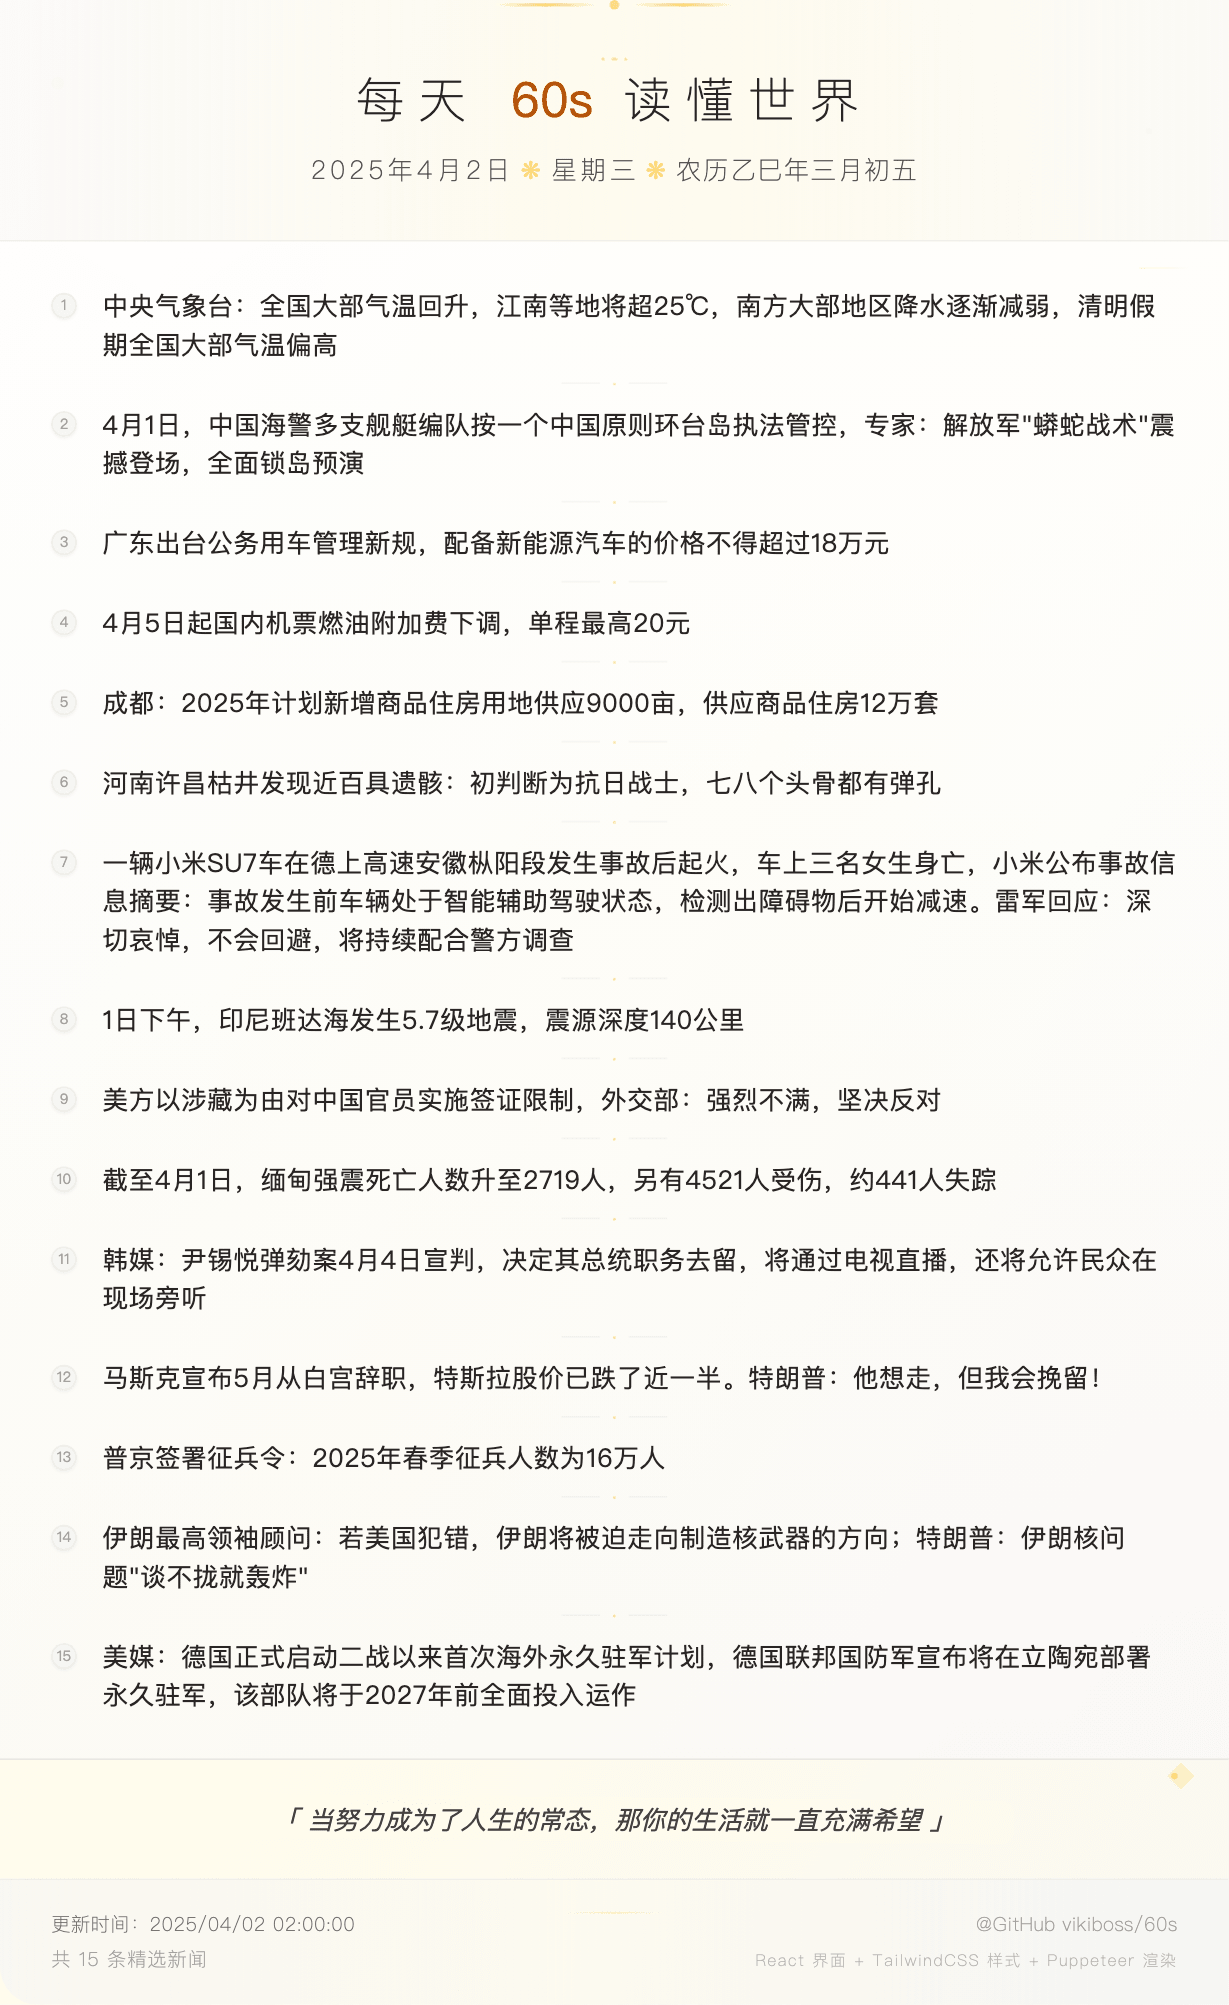 每天 60s 读懂世界
2025年4月2日 ❋ 星期三 ❋ 农历乙巳年三月初五
1 中央气象台：全国大部气温回升，江南等地将超25℃，南方大部地区降水逐渐减弱，清明假
期全国大部气温偏高
2 4月1日，中国海警多支舰艇编队按一个中国原则环台岛执法管控，专家：解放军"蟒蛇战术"震
撼登场，全面锁岛预演
3 广东出台公务用车管理新规，配备新能源汽车的价格不得超过18万元
4 4月5日起国内机票燃油附加费下调，单程最高20元
5 成都：2025年计划新增商品住房用地供应9000亩，供应商品住房12万套
6 河南许昌枯井发现近百具遗骸：初判断为抗日战士，七八个头骨都有弹孔
7 一辆小米SU7车在德上高速安徽枞阳段发生事故后起火，车上三名女生身亡，小米公布事故信
息摘要：事故发生前车辆处于智能辅助驾驶状态，检测出障碍物后开始减速。雷军回应：深
切哀悼，不会回避，将持续配合警方调查
8 1日下午，印尼班达海发生5.7级地震，震源深度140公里
9 美方以涉藏为由对中国官员实施签证限制，外交部：强烈不满，坚决反对
10 截至4月1日，缅甸强震死亡人数升至2719人，另有4521人受伤，约441人失踪
11 韩媒：尹锡悦弹劾案4月4日宣判，决定其总统职务去留，将通过电视直播，还将允许民众在
现场旁听
12 马斯克宣布5月从白宫辞职，特斯拉股价已跌了近一半。特朗普：他想走，但我会挽留！
13 普京签署征兵令：2025年春季征兵人数为16万人
14 伊朗最高领袖顾问：若美国犯错，伊朗将被迫走向制造核武器的方向；特朗普：伊朗核问
题"谈不拢就轰炸"
15 美媒：德国正式启动二战以来首次海外永久驻军计划，德国联邦国防军宣布将在立陶宛部署
永久驻军，该部队将于2027年前全面投入运作
「 当努力成为了人生的常态，那你的生活就一直充满希望 」
更新时间：2025/04/02 02:00:00
@GitHub vikiboss/60s
共 15 条精选新闻
React 界面 + TailwindCSS 样式 + Puppeteer 渲染